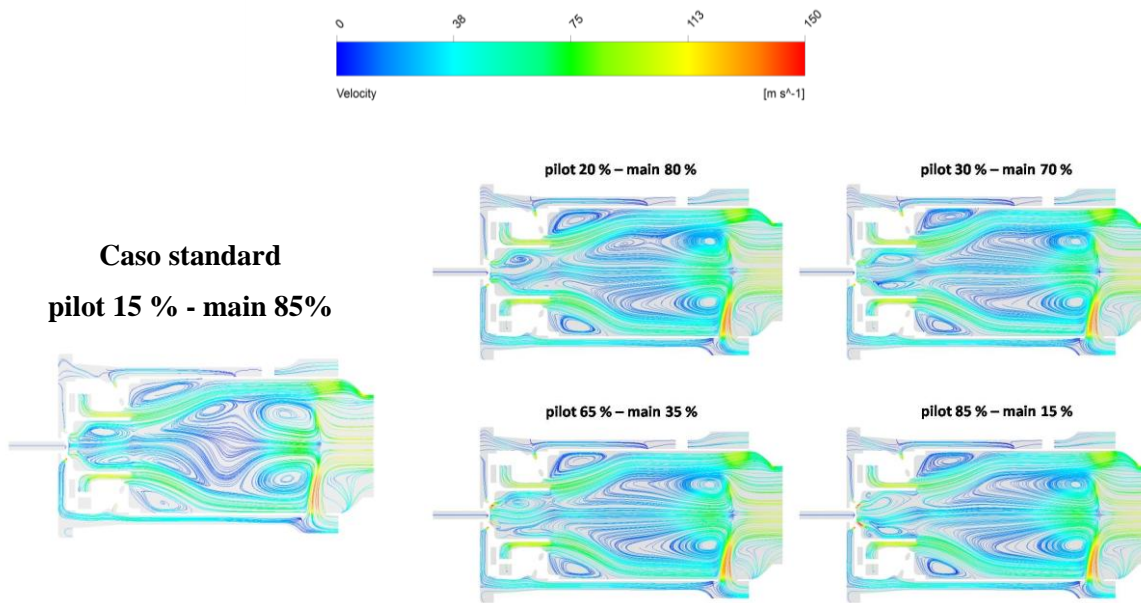 0 38 75 113 150
Velocity [m s^-1]
pilot 20 % – main 80 %
pilot 30 % – main 70 %
Caso standard
pilot 15 % - main 85%
pilot 65 % – main 35 %
pilot 85 % – main 15 %